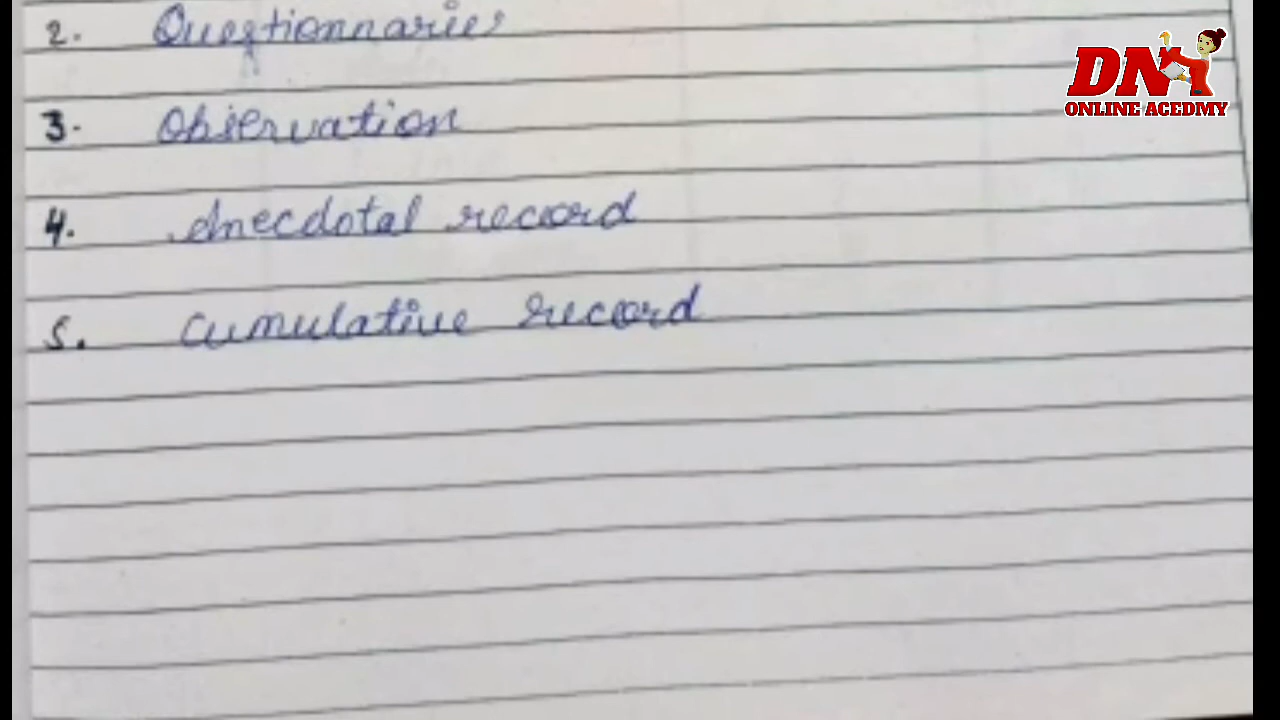 2. Questionnaries
3. Observation
4. Anecdotal record
5. Cumulative record
DN
ONLINE ACEDMY